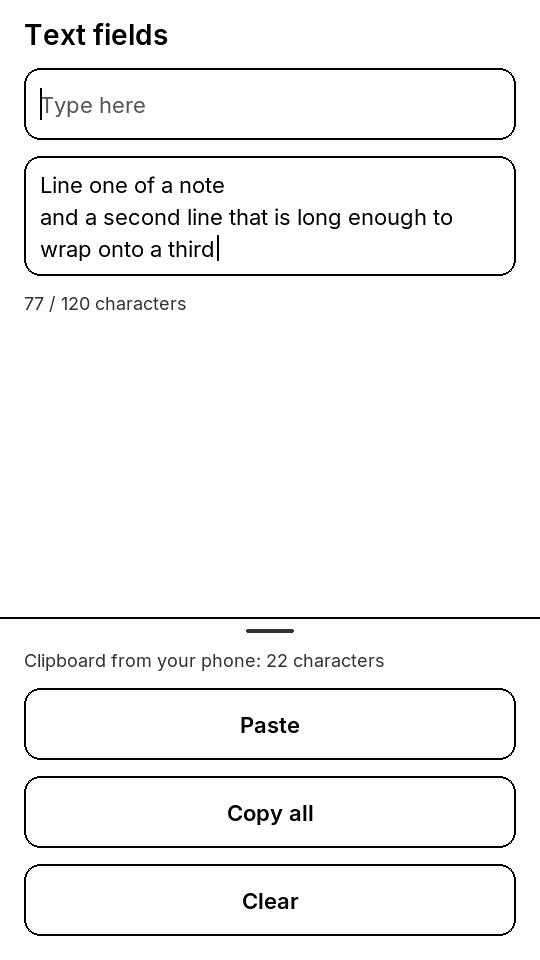 Text fields
Type here
Line one of a note
and a second line that is long enough to
wrap onto a third
77 / 120 characters
Clipboard from your phone: 22 characters
Paste
Copy all
Clear